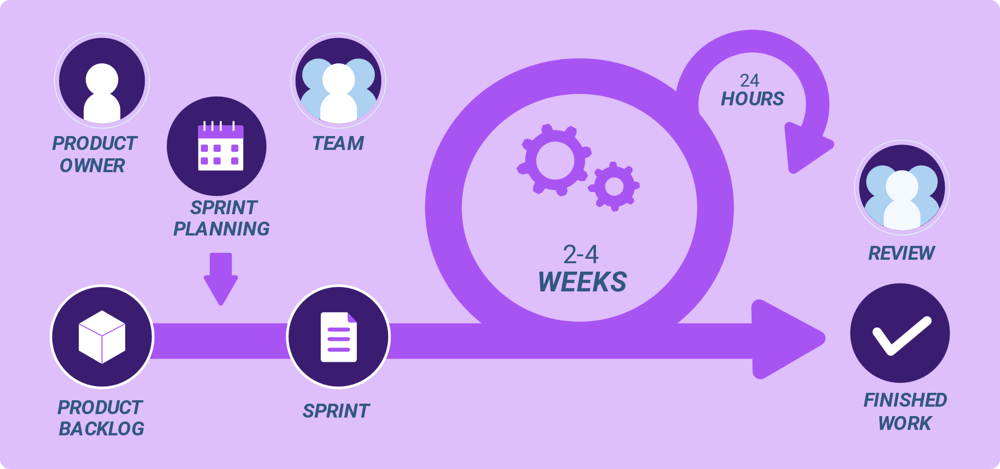 PRODUCT
OWNER
SPRINT
PLANNING
TEAM
24
HOURS
2-4
WEEKS
REVIEW
PRODUCT
BACKLOG
SPRINT
FINISHED
WORK